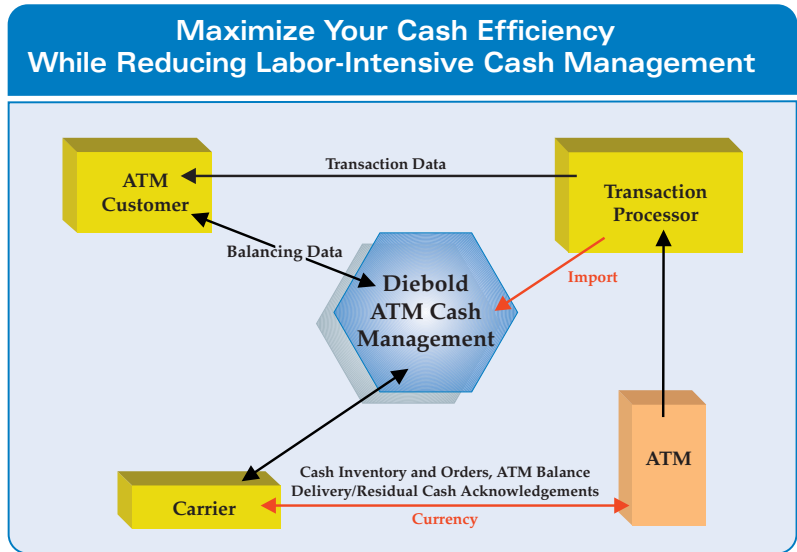 Maximize Your Cash Efficiency
While Reducing Labor-Intensive Cash Management
Transaction Data
ATM
Customer
Transaction
Processor
Balancing Data
Import
Diebold
ATM Cash
Management
Cash Inventory and Orders, ATM Balance
Delivery/Residual Cash Acknowledgements
ATM
Carrier
Currency